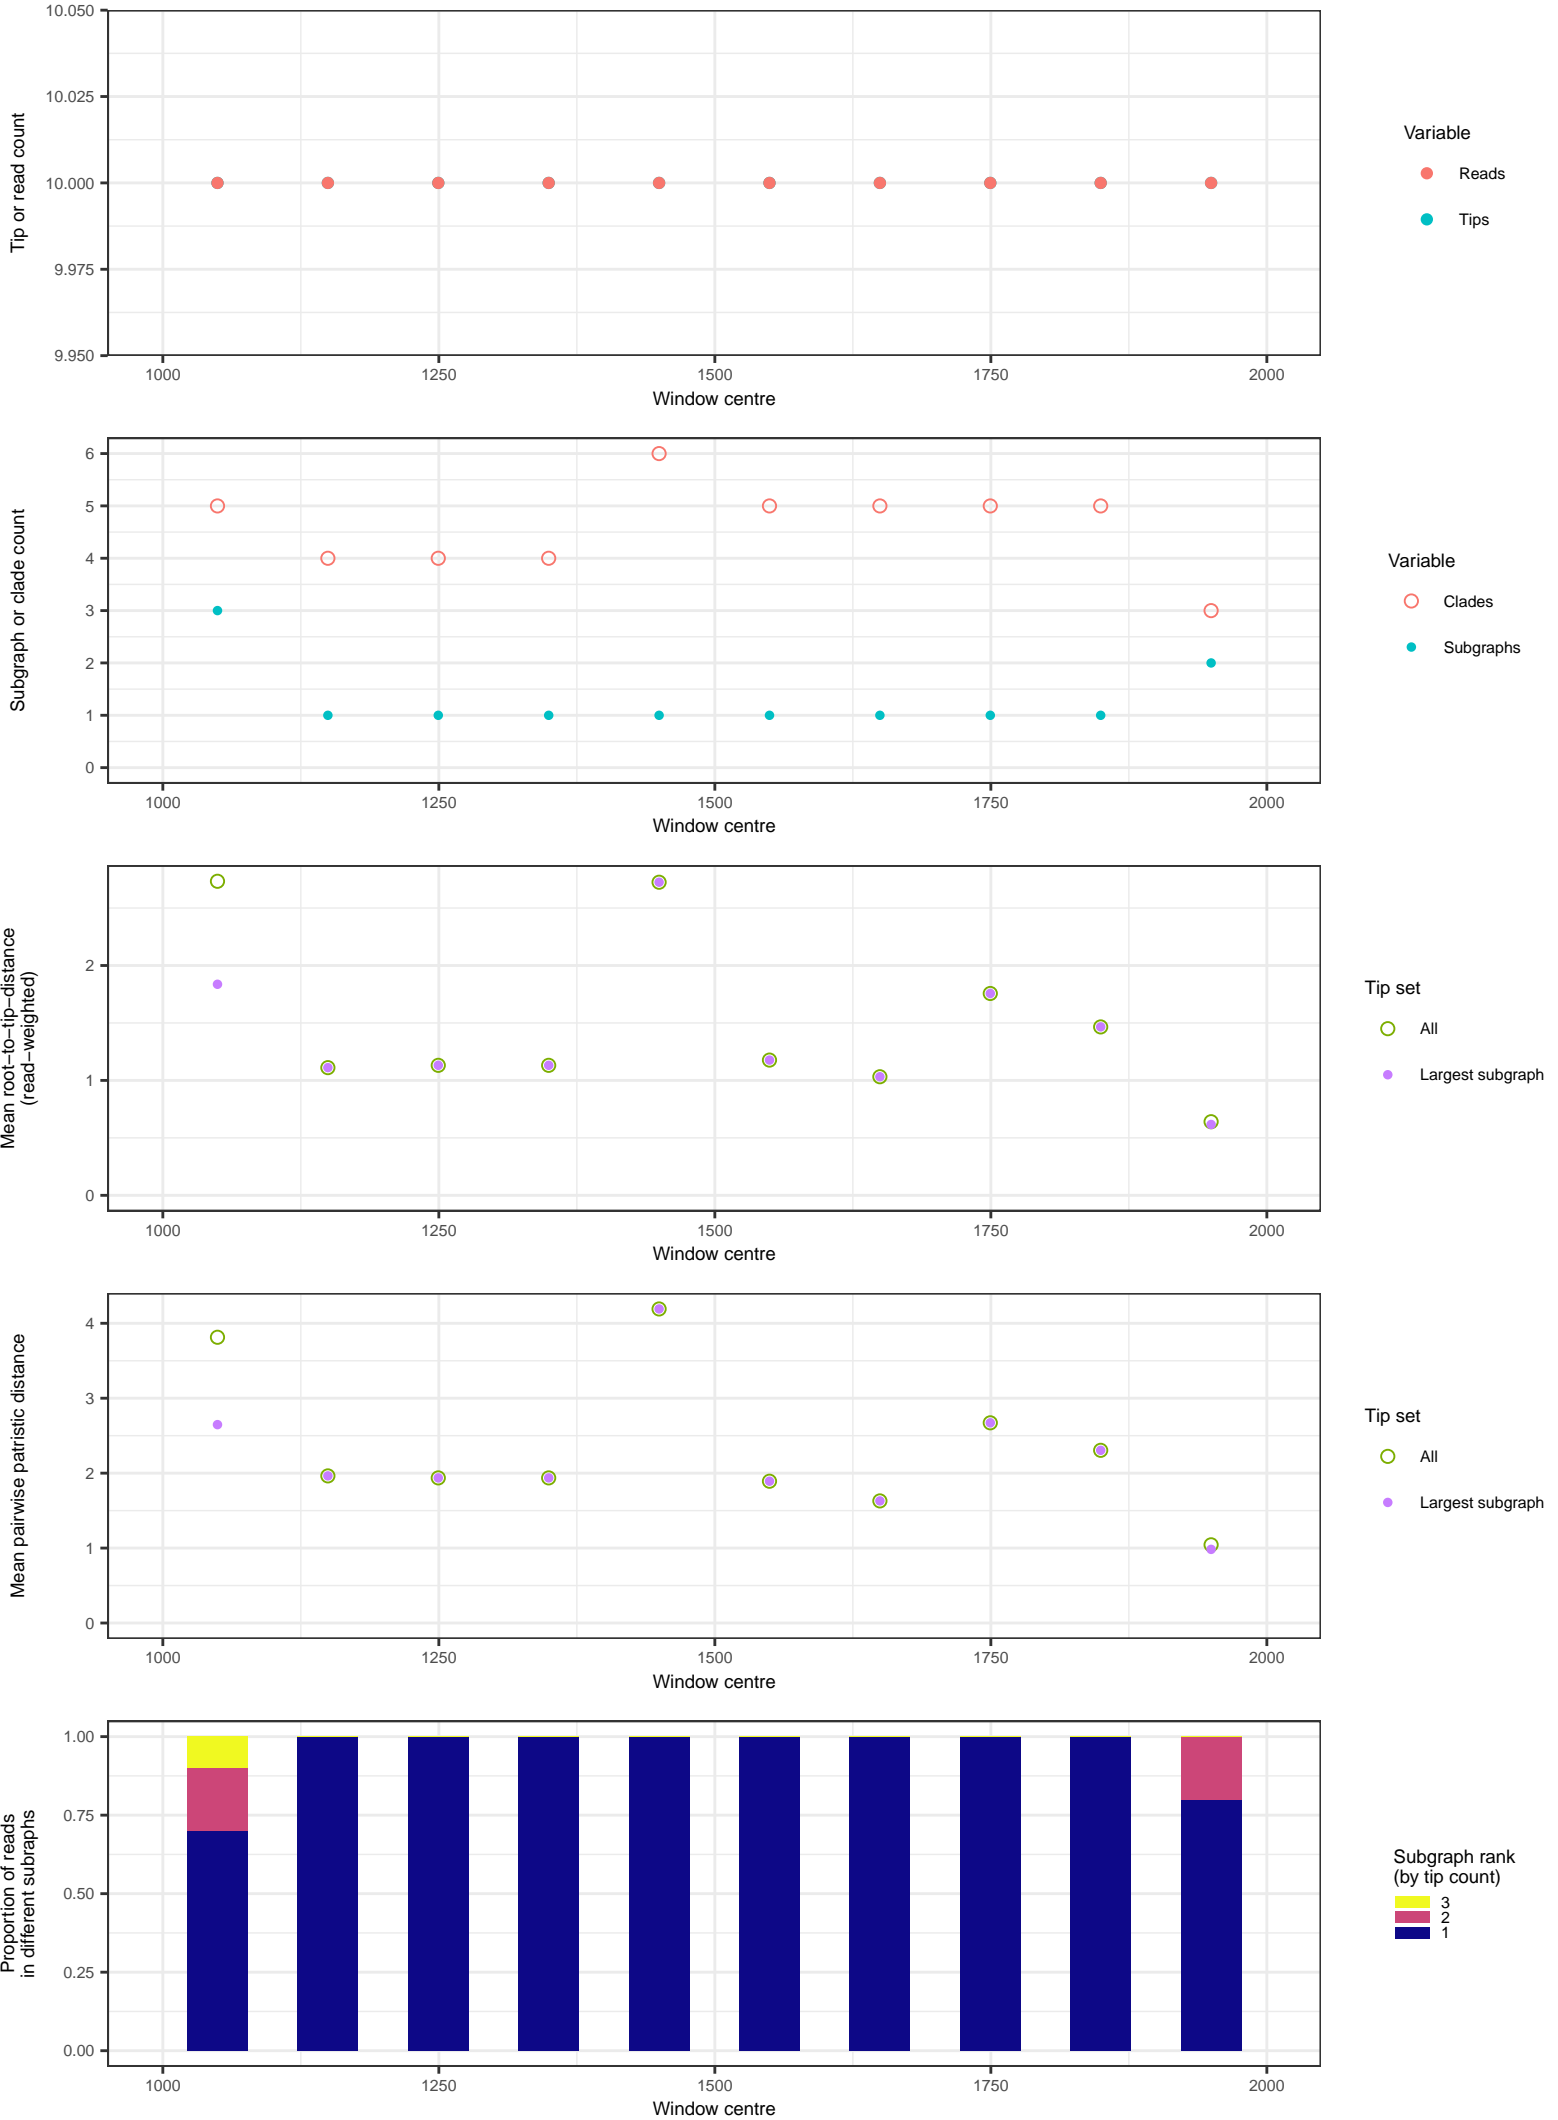 10.050
10.025
10.000
9.975
9.950
Tip or read count
1000 1250 1500 1750 2000
Window centre
Variable
Reads
Tips
6
5
4
3
2
1
0
Subgraph or clade count
1000 1250 1500 1750 2000
Window centre
Variable
Clades
Subgraphs
2
1
0
Mean root−to−tip−distance
(read−weighted)
1000 1250 1500 1750 2000
Window centre
Tip set
All
Largest subgraph
4
3
2
1
0
Mean pairwise patristic distance
1000 1250 1500 1750 2000
Window centre
Tip set
All
Largest subgraph
1.00
0.75
0.50
0.25
0.00
Proportion of reads
in different subraphs
1000 1250 1500 1750 2000
Window centre
Subgraph rank
(by tip count)
3
2
1